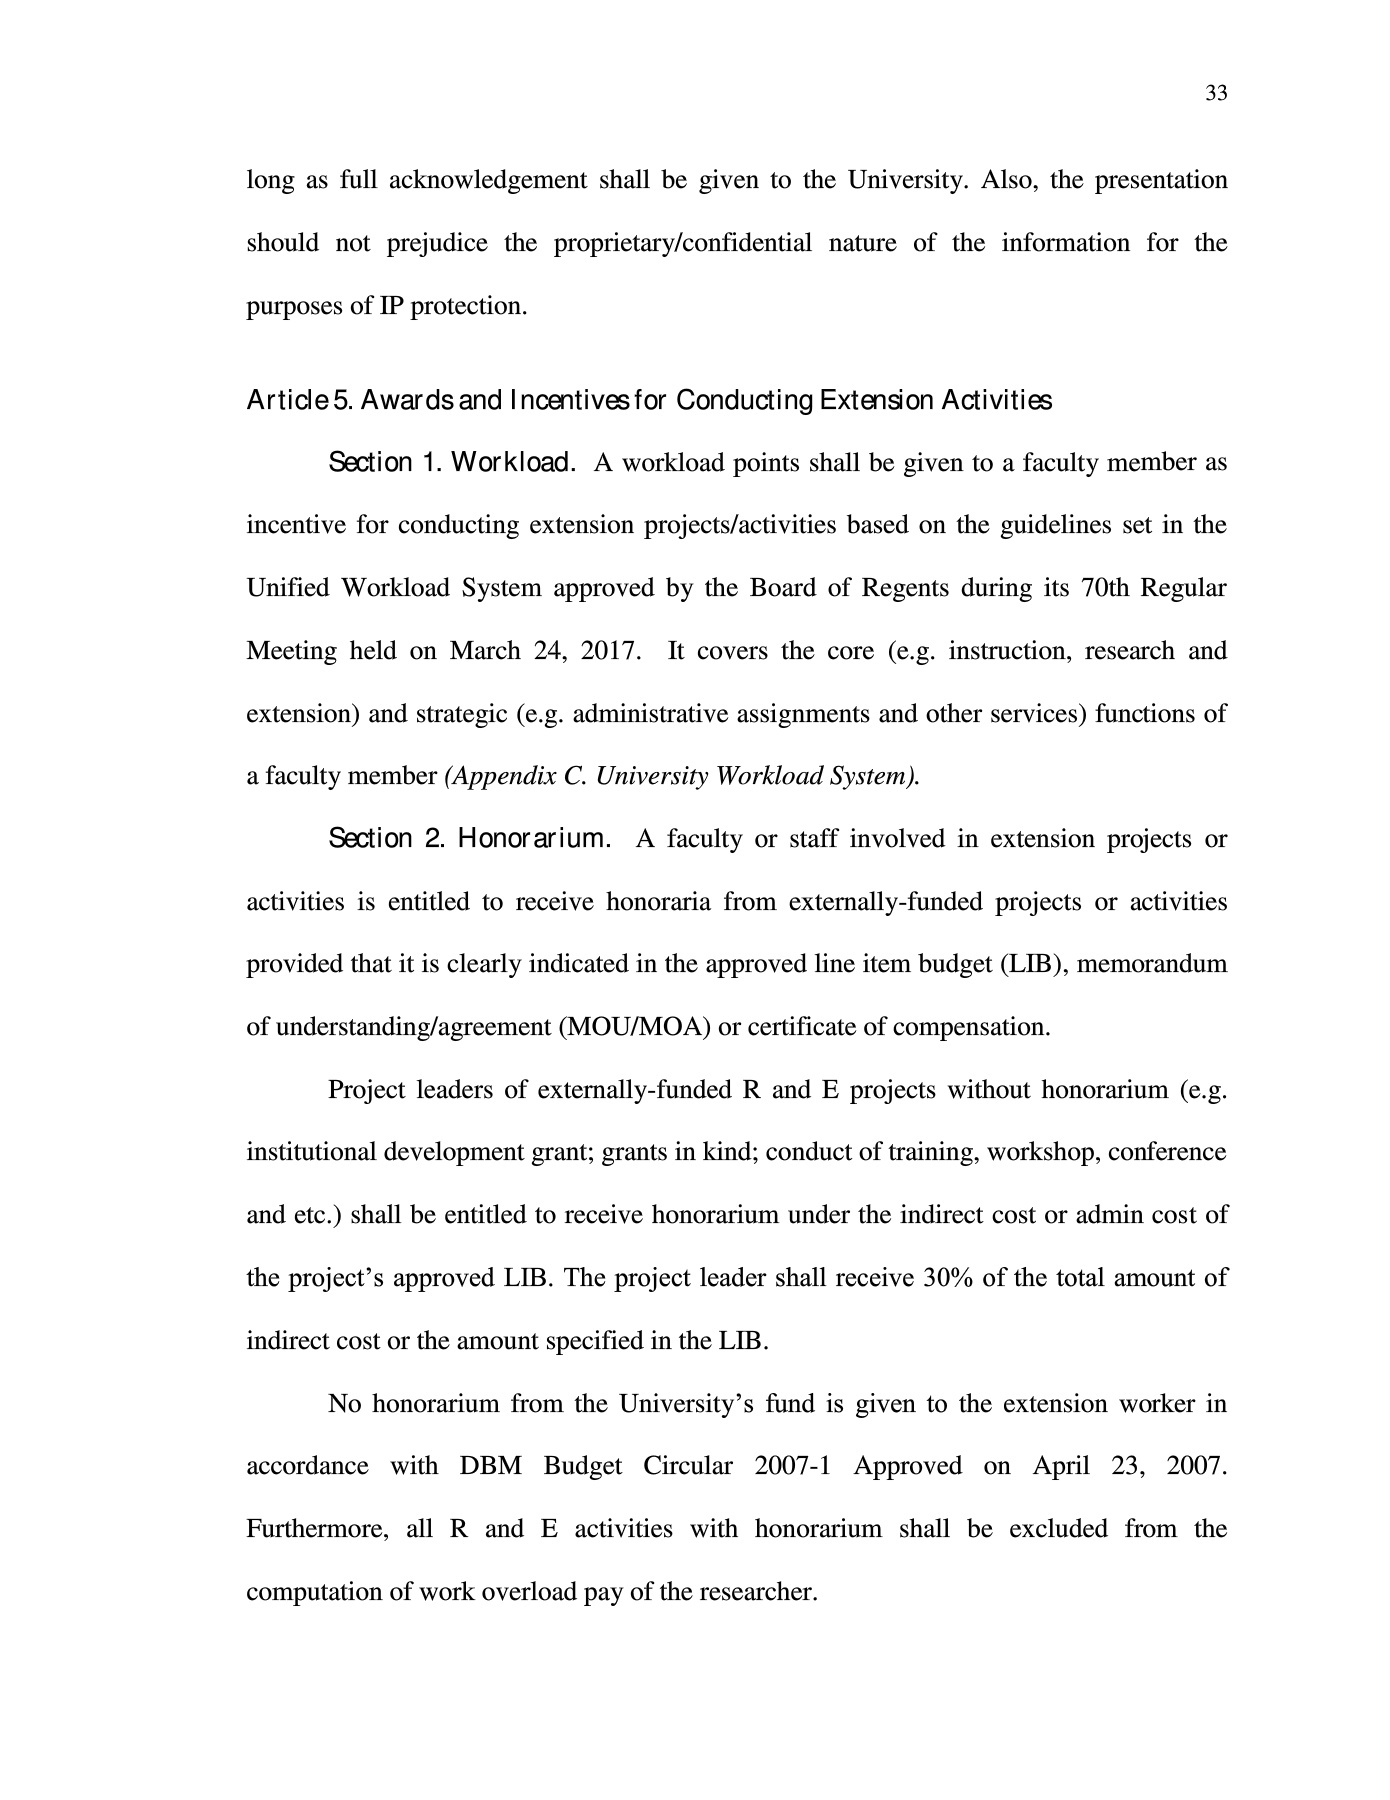 33
long as full acknowledgement shall be given to the University. Also, the presentation
should not prejudice the proprietary/confidential nature of the information for the
purposes of IP protection.
Article 5. Awards and Incentives for Conducting Extension Activities
Section 1. Workload. A workload points shall be given to a faculty member as
incentive for conducting extension projects/activities based on the guidelines set in the
Unified Workload System approved by the Board of Regents during its 70th Regular
Meeting held on March 24, 2017. It covers the core (e.g. instruction, research and
extension) and strategic (e.g. administrative assignments and other services) functions of
a faculty member (Appendix C. University Workload System).
Section 2. Honorarium. A faculty or staff involved in extension projects or
activities is entitled to receive honoraria from externally-funded projects or activities
provided that it is clearly indicated in the approved line item budget (LIB), memorandum
of understanding/agreement (MOU/MOA) or certificate of compensation.
Project leaders of externally-funded R and E projects without honorarium (e.g.
institutional development grant; grants in kind; conduct of training, workshop, conference
and etc.) shall be entitled to receive honorarium under the indirect cost or admin cost of
the project’s approved LIB. The project leader shall receive 30% of the total amount of
indirect cost or the amount specified in the LIB.
No honorarium from the University’s fund is given to the extension worker in
accordance with DBM Budget Circular 2007-1 Approved on April 23, 2007.
Furthermore, all R and E activities with honorarium shall be excluded from the
computation of work overload pay of the researcher.